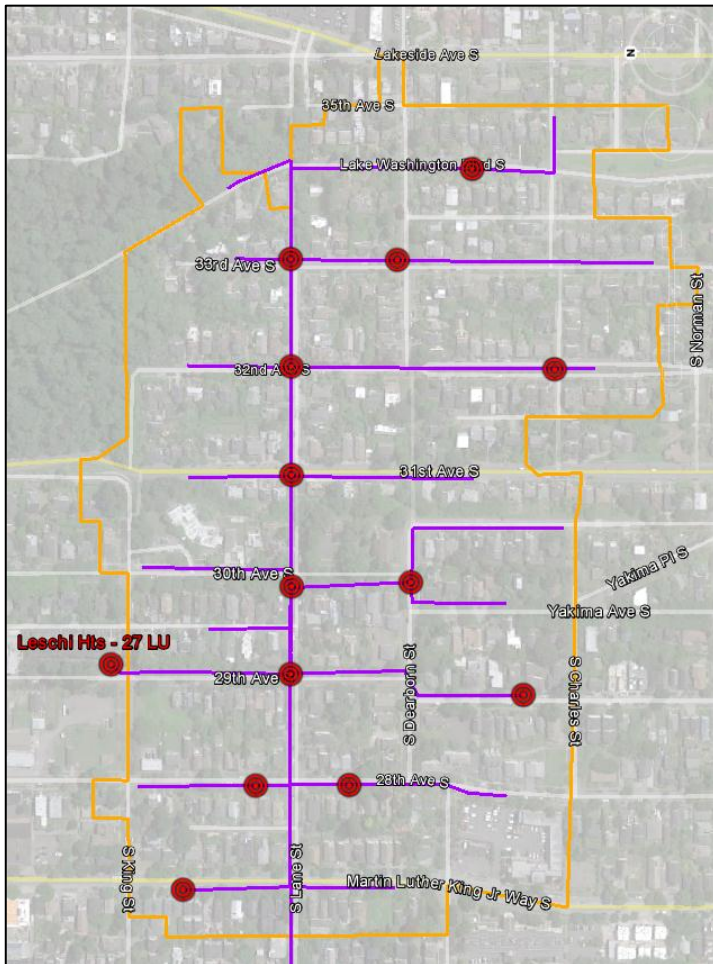 Lakeside Ave S
N
35th Ave S
Lake Washington Blvd S
33rd Ave S
S Norman St
32nd Ave S
31st Ave S
30th Ave S
Yakima Pl S
Yakima Ave S
Leschi Hts - 27 LU
29th Ave
S Dearborn St
S Charles St
28th Ave S
S King St
S Lane St
Martin Luther King Jr Way S